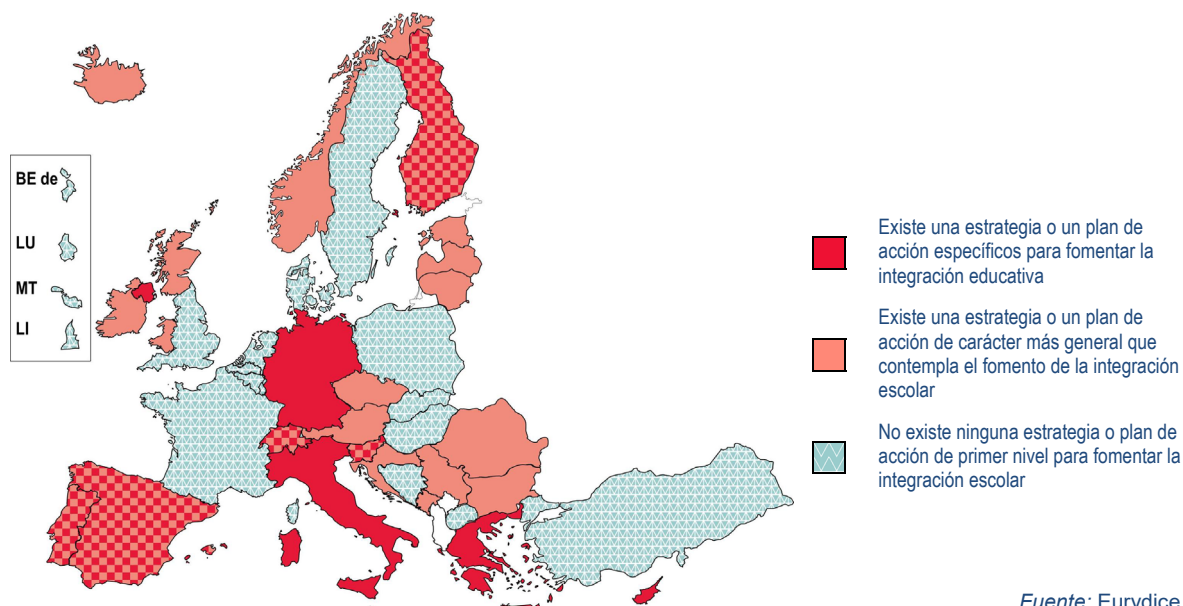 BE de
LU
MT
LI
Existe una estrategia o un plan de
acción específicos para fomentar la
integración educativa
Existe una estrategia o un plan de
acción de carácter más general que
contempla el fomento de la integración
escolar
No existe ninguna estrategia o plan de
acción de primer nivel para fomentar la
integración escolar
Fuente: Eurydice